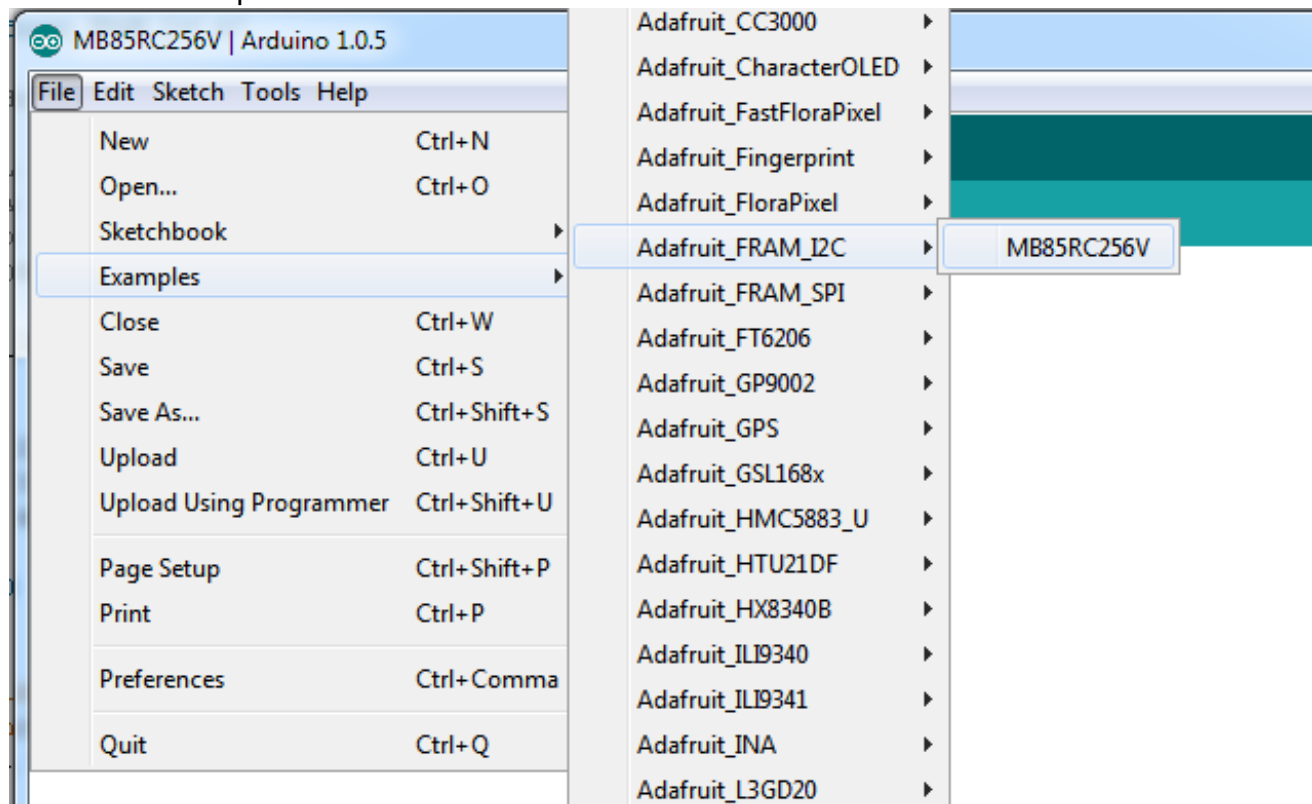 MB85RC256V | Arduino 1.0.5
File Edit Sketch Tools Help
New Ctrl+N
Open... Ctrl+O
Sketchbook
Examples
Close Ctrl+W
Save Ctrl+S
Save As... Ctrl+Shift+S
Upload Ctrl+U
Upload Using Programmer Ctrl+Shift+U
Page Setup Ctrl+Shift+P
Print Ctrl+P
Preferences Ctrl+Comma
Quit Ctrl+Q
Adafruit_CC3000
Adafruit_CharacterOLED
Adafruit_FastFloraPixel
Adafruit_Fingerprint
Adafruit_FloraPixel
Adafruit_FRAM_I2C
Adafruit_FRAM_SPI
Adafruit_FT6206
Adafruit_GP9002
Adafruit_GPS
Adafruit_GSL168x
Adafruit_HMC5883_U
Adafruit_HTU21DF
Adafruit_HX8340B
Adafruit_ILI9340
Adafruit_ILI9341
Adafruit_INA
Adafruit_L3GD20
MB85RC256V